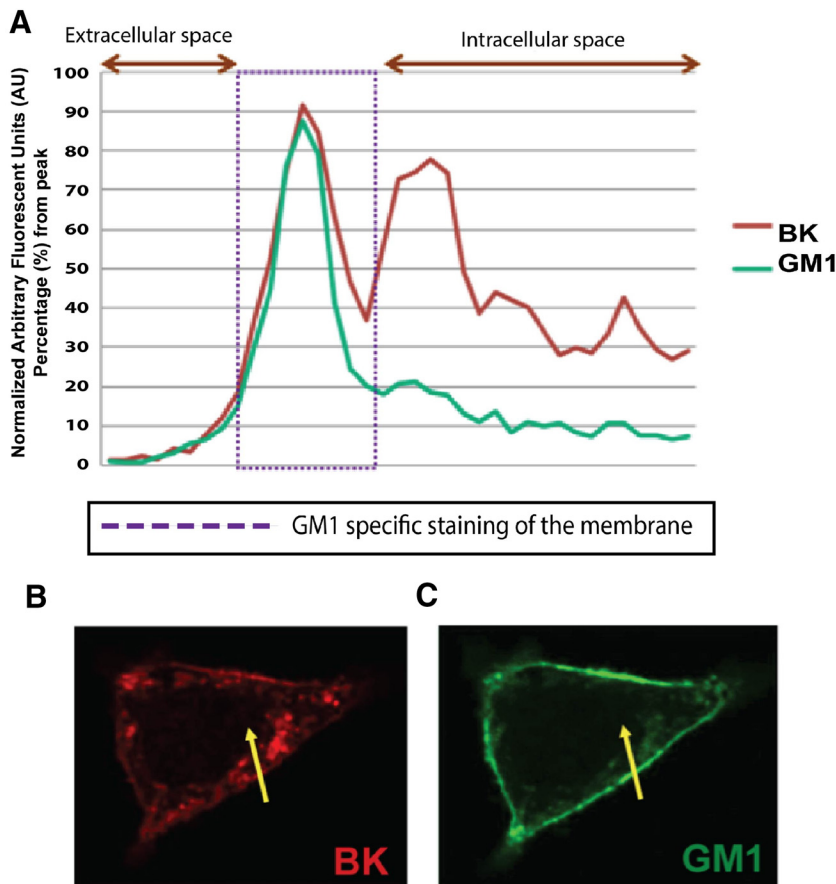 A
Extracellular space
Intracellular space
Normalized Arbitrary Fluorescent Units (AU)
Percentage (%) from peak
100
90
80
70
60
50
40
30
20
10
0
BK
GM1
GM1 specific staining of the membrane
B
C
BK
GM1